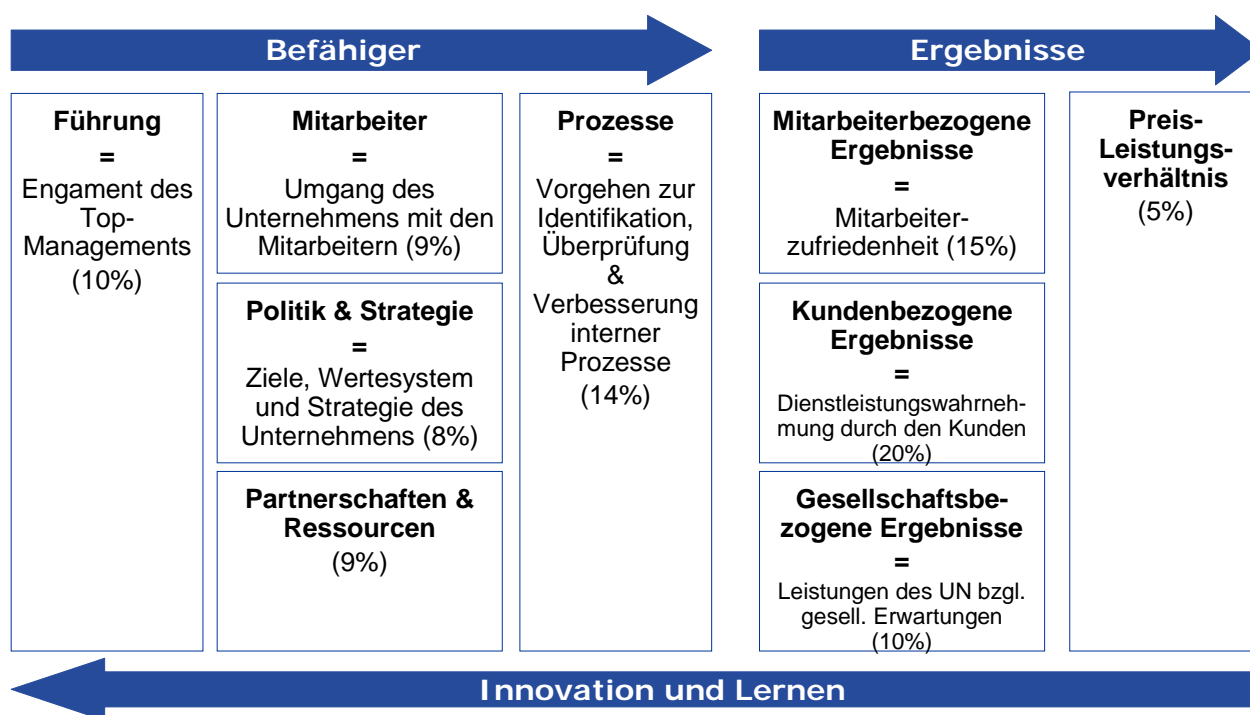 Befähiger
Ergebnisse
Führung
=
Engament des
Top-
Managements
(10%)
Mitarbeiter
=
Umgang des
Unternehmens mit den
Mitarbeitern (9%)
Politik & Strategie
=
Ziele, Wertesystem
und Strategie des
Unternehmens (8%)
Partnerschaften &
Ressourcen
(9%)
Prozesse
=
Vorgehen zur
Identifikation,
Überprüfung
&
Verbesserung
interner
Prozesse
(14%)
Mitarbeiterbezogene
Ergebnisse
=
Mitarbeiter-
zufriedenheit (15%)
Kundenbezogene
Ergebnisse
=
Dienstleistungswahrneh-
mung durch den Kunden
(20%)
Gesellschaftsbe-
zogene Ergebnisse
=
Leistungen des UN bzgl.
gesell. Erwartungen
(10%)
Preis-
Leistungs-
verhältnis
(5%)
Innovation und Lernen